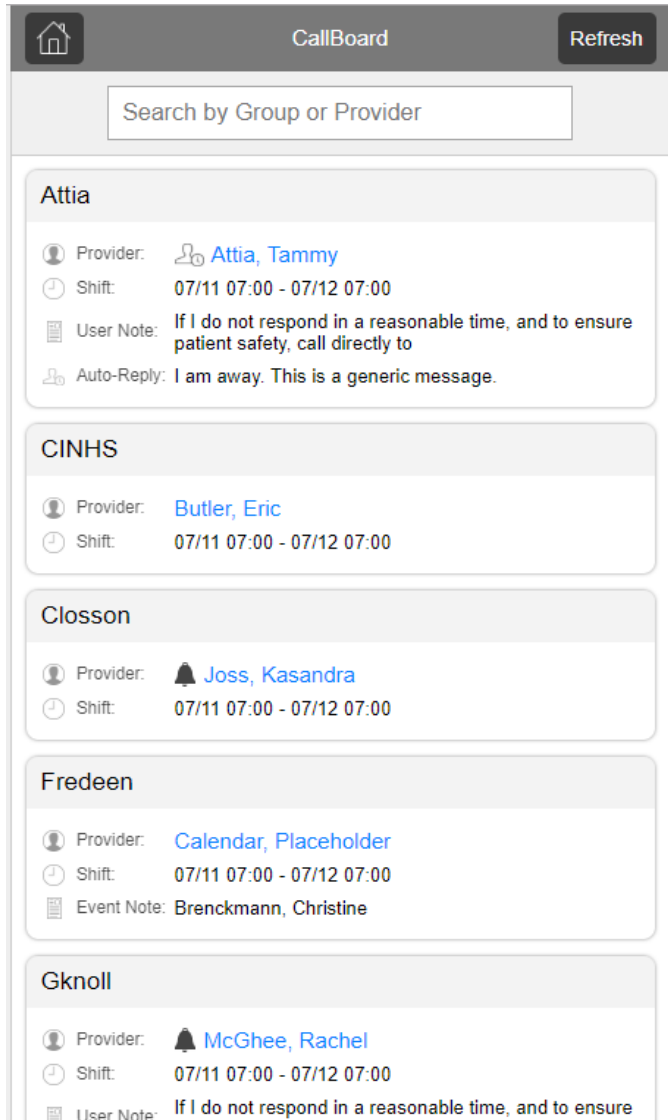 CallBoard
Refresh
Search by Group or Provider
Attia
Provider: Attia, Tammy
Shift: 07/11 07:00 - 07/12 07:00
User Note: If I do not respond in a reasonable time, and to ensure
patient safety, call directly to
Auto-Reply: I am away. This is a generic message.
CINHS
Provider: Butler, Eric
Shift: 07/11 07:00 - 07/12 07:00
Closson
Provider: Joss, Kasandra
Shift: 07/11 07:00 - 07/12 07:00
Fredeen
Provider: Calendar, Placeholder
Shift: 07/11 07:00 - 07/12 07:00
Event Note: Brenckmann, Christine
Gknoll
Provider: McGhee, Rachel
Shift: 07/11 07:00 - 07/12 07:00
User Note: If I do not respond in a reasonable time, and to ensure